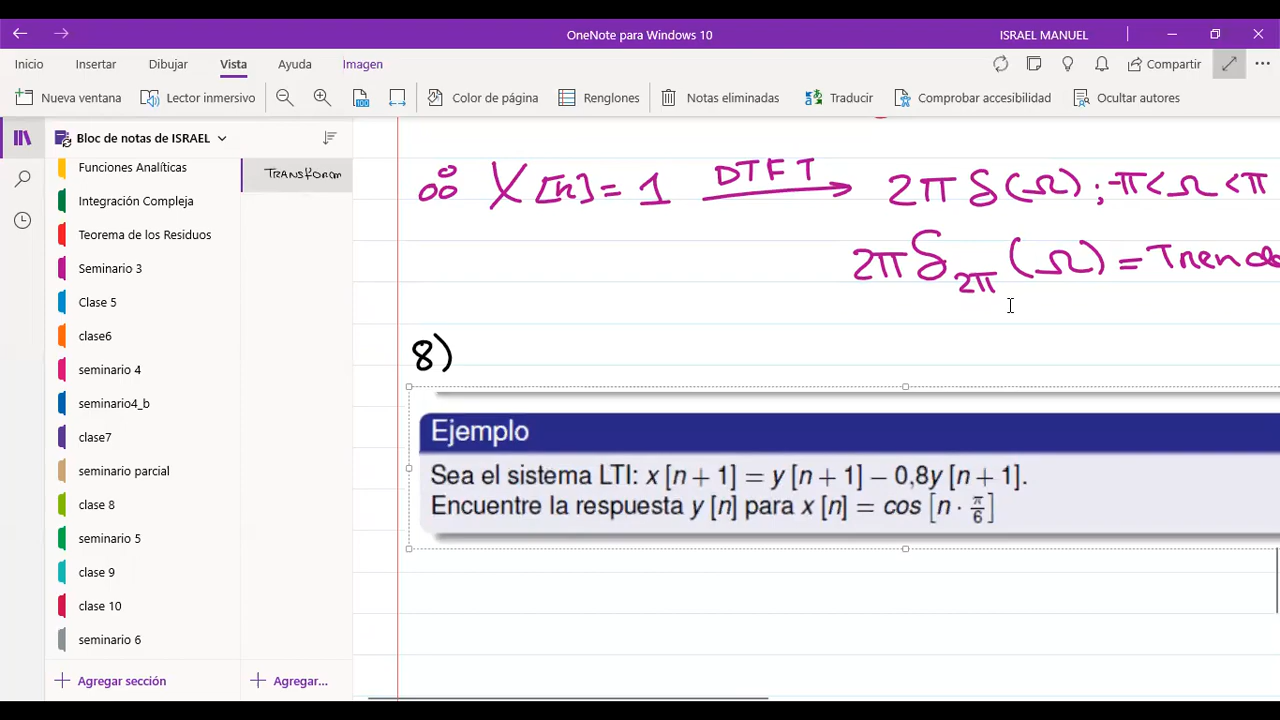 OneNote para Windows 10
ISRAEL MANUEL
Inicio Insertar Dibujar Vista Ayuda Imagen
Compartir
Nueva ventana Lector inmersivo Color de página Renglones Notas eliminadas Traducir Comprobar accesibilidad Ocultar autores
Bloc de notas de ISRAEL
Funciones Analíticas
TRANSFORM
Integración Compleja
Teorema de los Residuos
Seminario 3
Clase 5
clase6
seminario 4
seminario4_b
clase7
seminario parcial
clase 8
seminario 5
clase 9
clase 10
seminario 6
Agregar sección
Agregar...
X[n] = 1 DTFT 2π δ(Ω) ; -π<Ω<π
2π δ2π (Ω) = Tren
8)
Ejemplo
Sea el sistema LTI: x [n + 1] = y [n + 1] − 0,8y [n + 1].
Encuentre la respuesta y [n] para x [n] = cos [n · π/6]